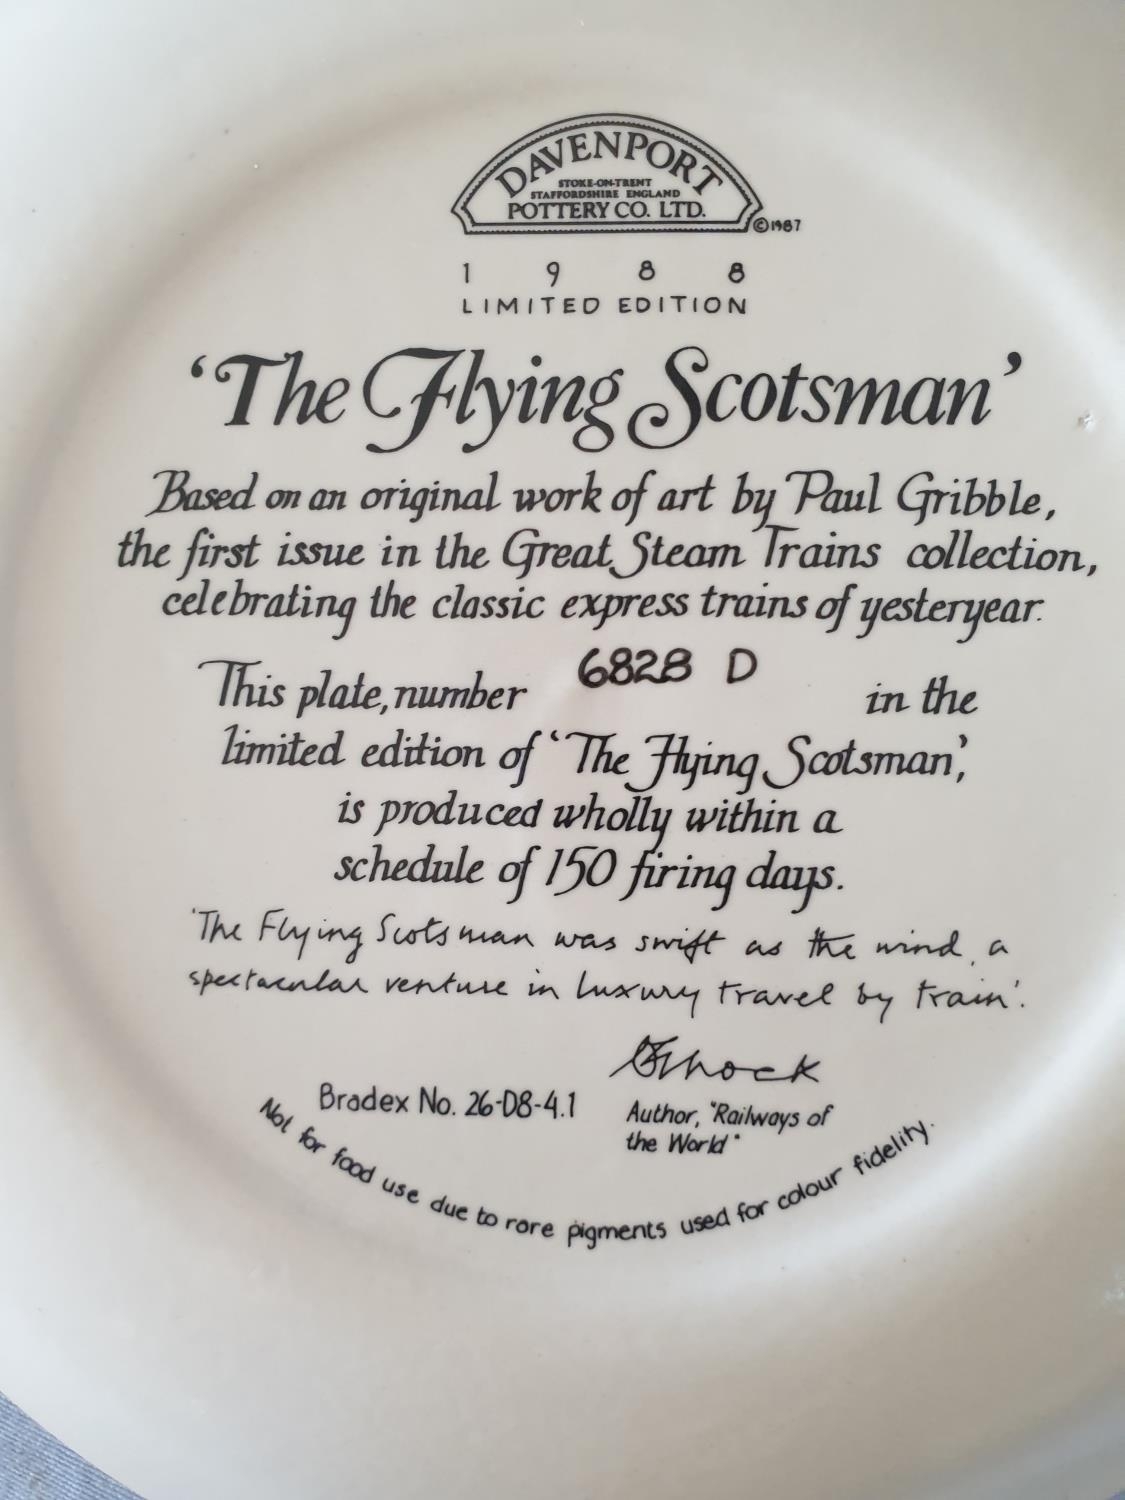 DAVENPORT
STOKE-ON-TRENT
STAFFORDSHIRE ENGLAND
POTTERY CO. LTD.
©1987
1988
LIMITED EDITION
'The Flying Scotsman'
Based on an original work of art by Paul Gribble,
the first issue in the Great Steam Trains collection,
celebrating the classic express trains of yesteryear.
This plate, number 6828 D in the
limited edition of 'The Flying Scotsman',
is produced wholly within a
schedule of 150 firing days.
'The Flying Scotsman was swift as the wind, a
spectacular venture in luxury travel by train'.
Author, "Railways of
the World"
Bradex No. 26-D8-4.1
Not for food use due to rare pigments used for colour fidelity.